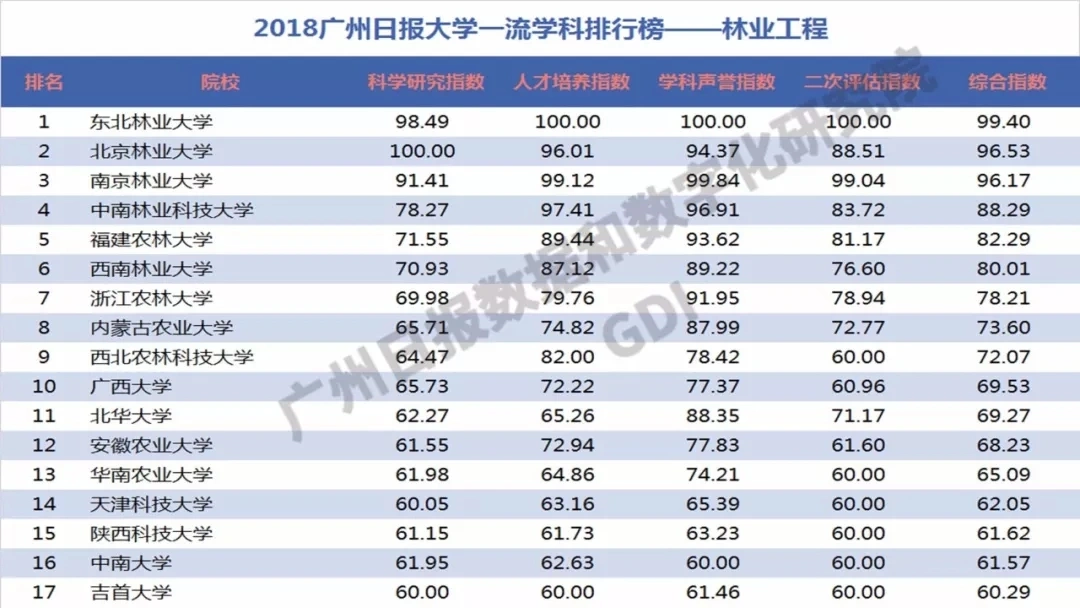 2018广州日报大学一流学科排行榜——林业工程
排名 院校 科学研究指数 人才培养指数 学科声誉指数 二次评估指数 综合指数
1 东北林业大学 98.49 100.00 100.00 100.00 99.40
2 北京林业大学 100.00 96.01 94.37 88.51 96.53
3 南京林业大学 91.41 99.12 99.84 99.04 96.17
4 中南林业科技大学 78.27 97.41 96.91 83.72 88.29
5 福建农林大学 71.55 89.44 93.62 81.17 82.29
6 西南林业大学 70.93 87.12 89.22 76.60 80.01
7 浙江农林大学 69.98 79.76 91.95 78.94 78.21
8 内蒙古农业大学 65.71 74.82 87.99 72.77 73.60
9 西北农林科技大学 64.47 82.00 78.42 60.00 72.07
10 广西大学 65.73 72.22 77.37 60.96 69.53
11 北华大学 62.27 65.26 88.35 71.17 69.27
12 安徽农业大学 61.55 72.94 77.83 61.60 68.23
13 华南农业大学 61.98 64.86 74.21 60.00 65.09
14 天津科技大学 60.05 63.16 65.39 60.00 62.05
15 陕西科技大学 61.15 61.73 63.23 60.00 61.62
16 中南大学 61.95 62.63 60.00 60.00 61.57
17 吉首大学 60.00 60.00 61.46 60.00 60.29
广州日报数据和数字化研究院
GDI